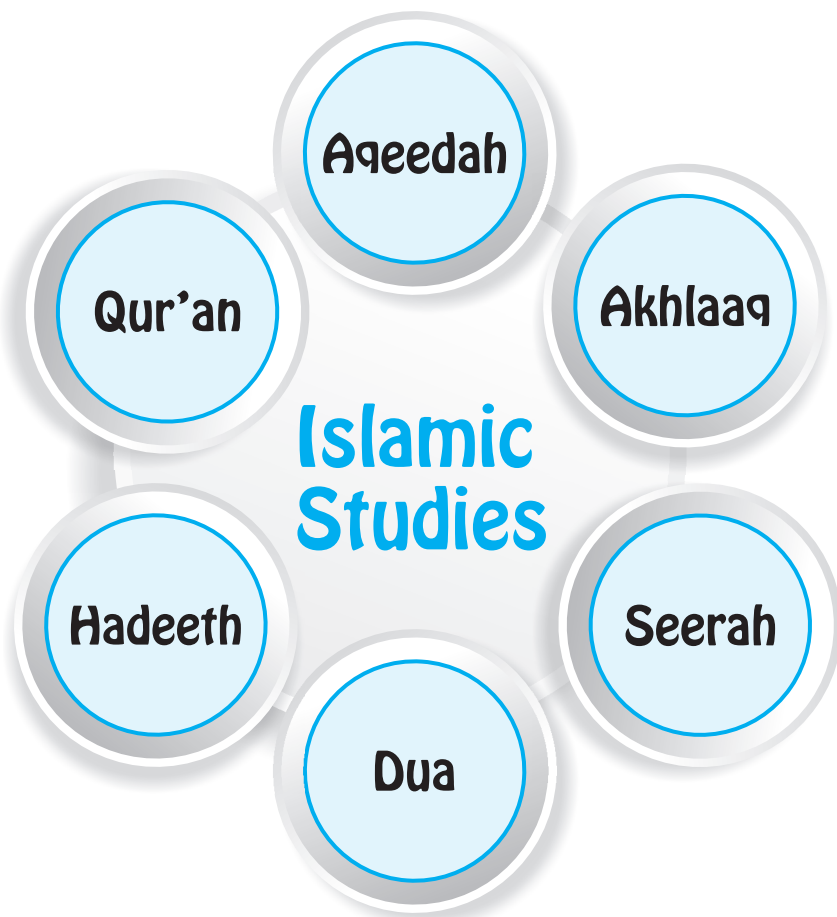 Aqeedah
Qur’an
Akhlaaq
Islamic
Studies
Hadeeth
Seerah
Dua